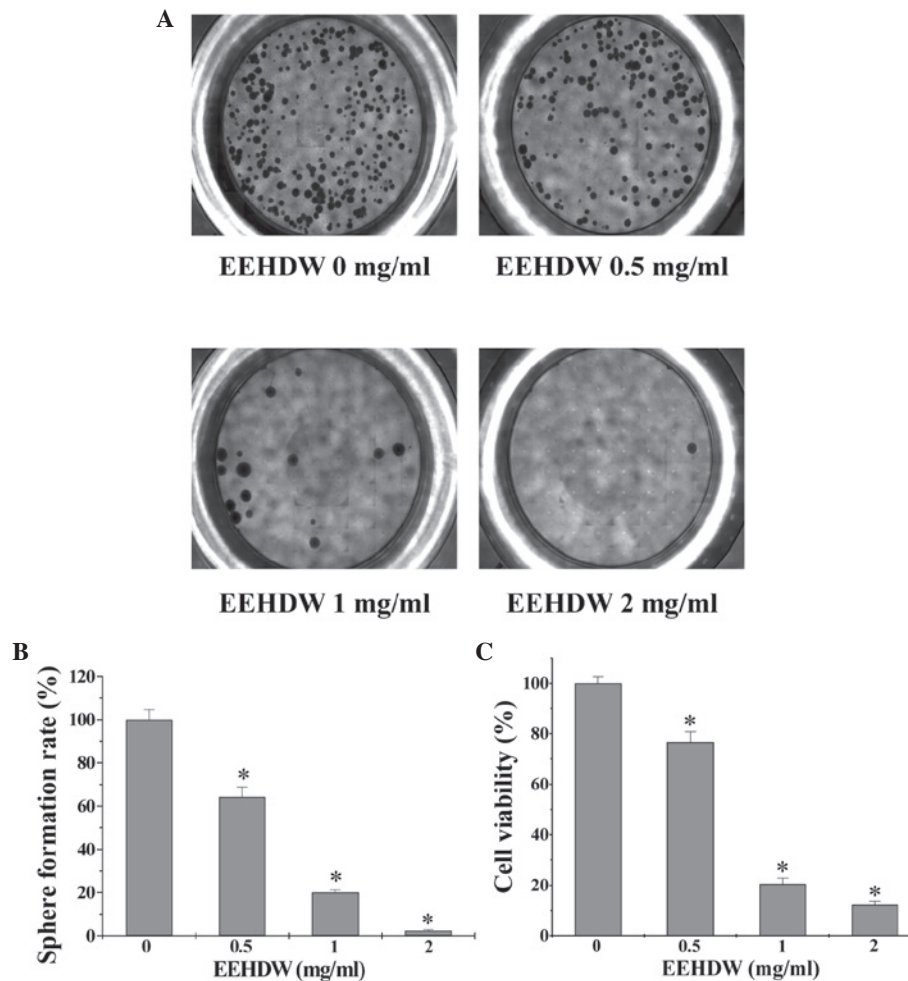 A
EEHDW 0 mg/ml
EEHDW 0.5 mg/ml
EEHDW 1 mg/ml
EEHDW 2 mg/ml
B
Sphere formation rate (%)
120
100
80
60
40
20
0
*
*
*
0 0.5 1 2
EEHDW (mg/ml)
C
Cell viability (%)
100
80
60
40
20
0
*
*
*
0 0.5 1 2
EEHDW (mg/ml)